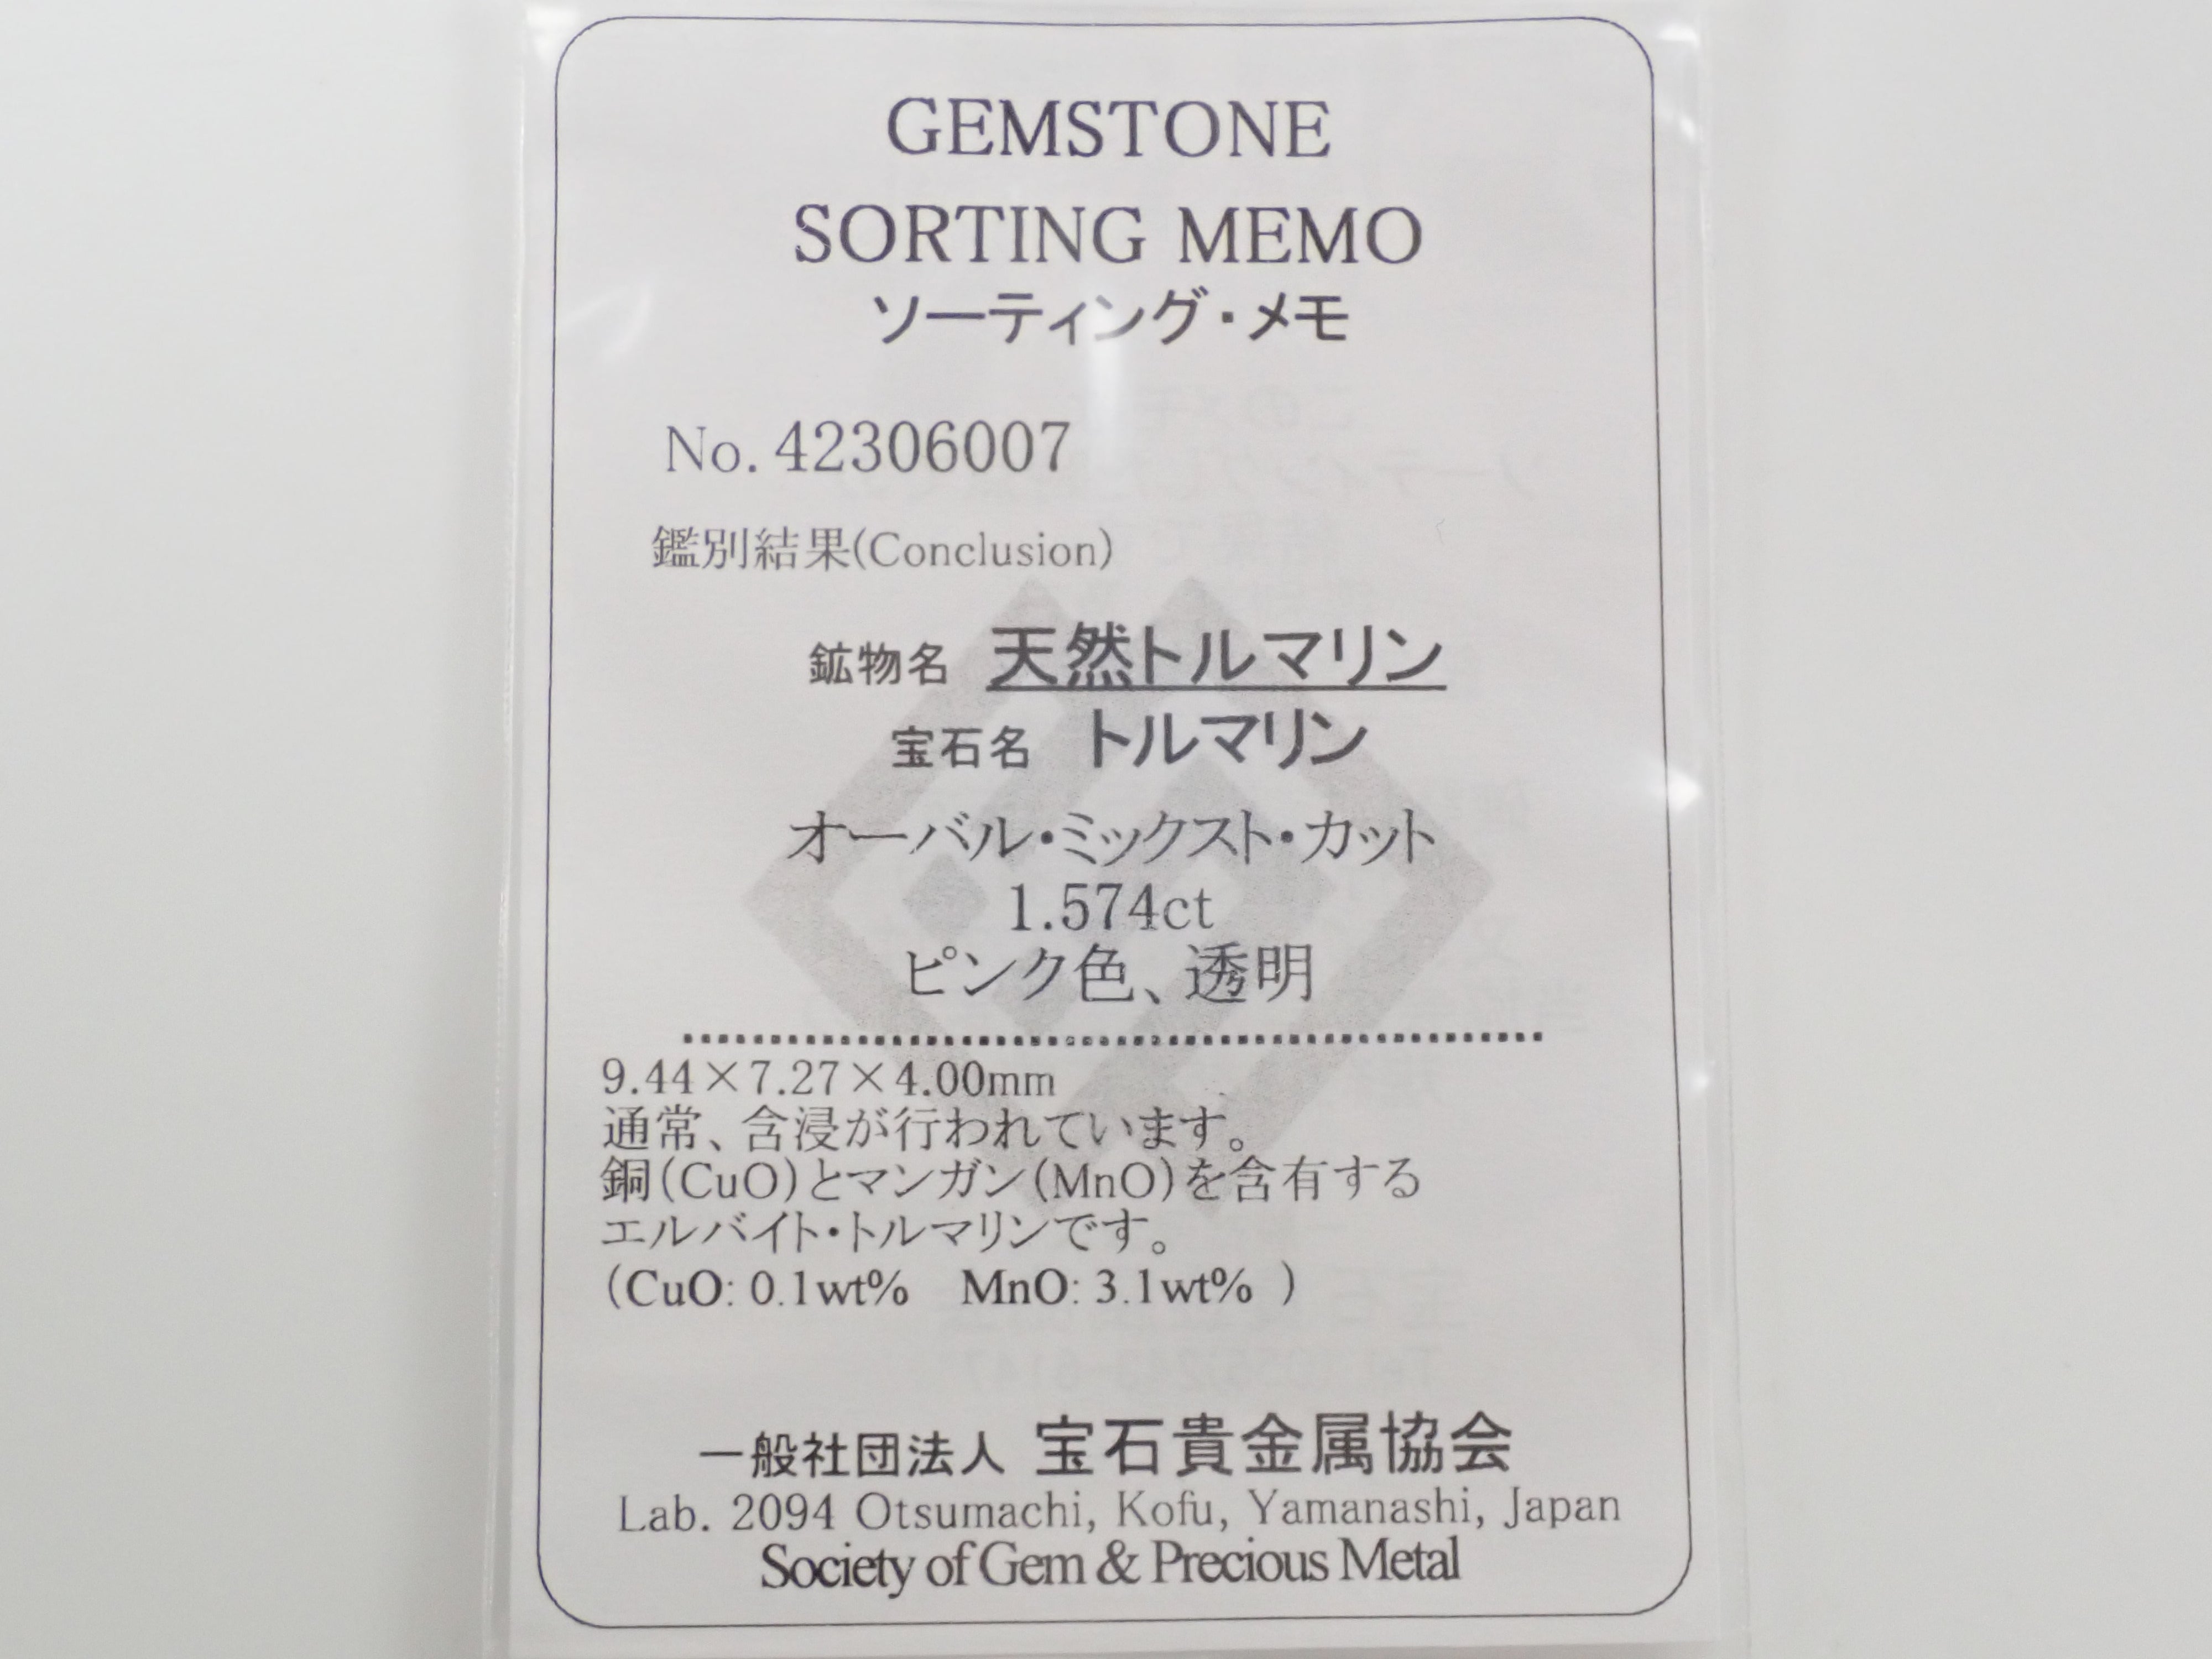 GEMSTONE
SORTING MEMO
ソーティング・メモ
No. 42306007
鑑別結果(Conclusion)
鉱物名 天然トルマリン
宝石名 トルマリン
オーバル・ミックスト・カット
1.574ct
ピンク色、透明
9.44×7.27×4.00mm
通常、含浸が行われています。
銅(CuO)とマンガン(MnO)を含有する
エルバイト・トルマリンです。
(CuO: 0.1wt% MnO: 3.1wt% )
一般社団法人 宝石貴金属協会
Lab. 2094 Otsumachi, Kofu, Yamanashi, Japan
Society of Gem & Precious Metal